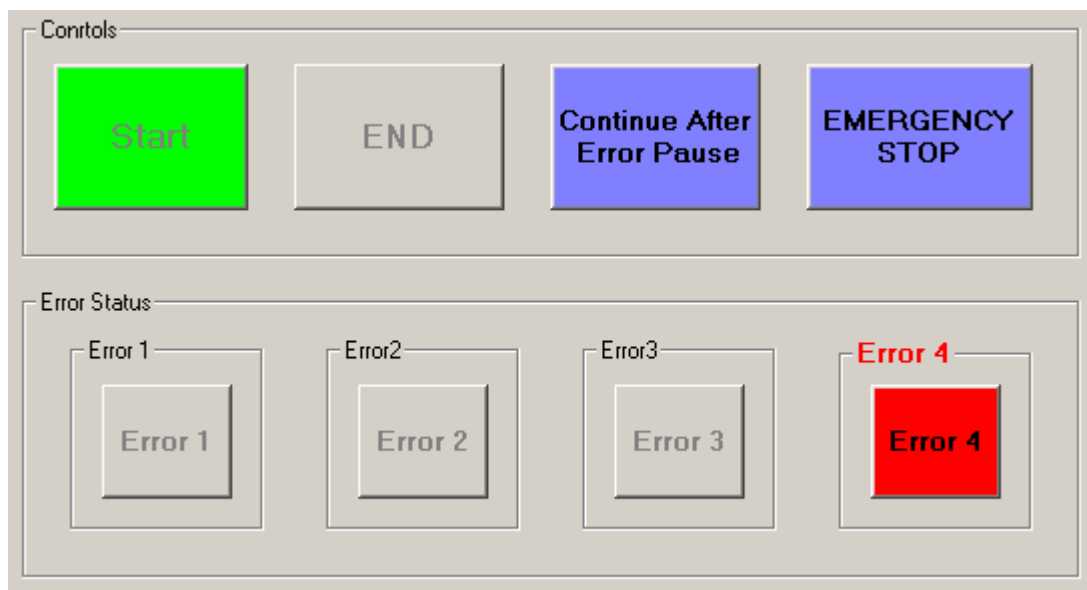 Conrtols
Start
END
Continue After
Error Pause
EMERGENCY
STOP
Error Status
Error 1
Error2
Error3
Error 4
Error 1
Error 2
Error 3
Error 4